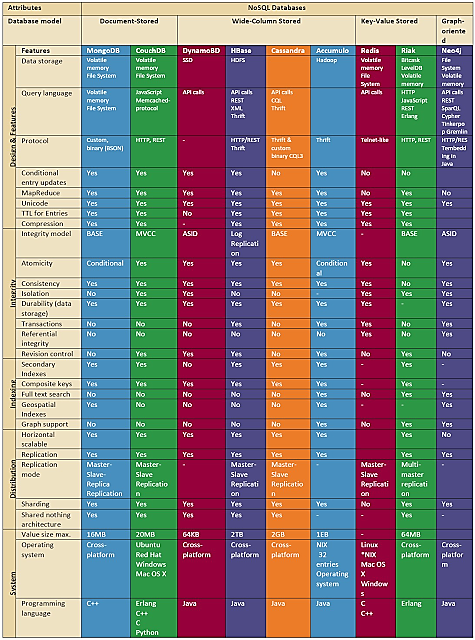 Attributes NoSQL Databases
Database model Document-Stored Wide-Column Stored Key-Value Stored Graph-oriented
Design & Features
Features MongoDB CouchDB DynamoBD HBase Cassandra Accumulo Redis Riak Neo4j
Data storage Volatile memory File System Volatile memory File System SSD HDFS Hadoop Volatile memory File System Bitcask LevelDB Volatile memory File System Volatile memory
Query language Volatile memory File System JavaScript Memcached-protocol API calls API calls REST XML Thrift API calls CQL Thrift API calls HTTP JavaScript REST Erlang API calls REST SparQL Cypher Tinkerpop Gremlin
Protocol Custom, binary (BSON) HTTP, REST HTTP/REST Thrift Thrift & custom binary CQL3 Thrift Telnet-like HTTP, REST HTTP/RES Tembedding in Java
Conditional entry updates Yes Yes Yes Yes No Yes No No
MapReduce Yes Yes Yes Yes Yes Yes No Yes No
Unicode Yes Yes Yes Yes Yes Yes Yes Yes Yes
TTL for Entries Yes Yes No Yes Yes Yes Yes Yes
Compression Yes Yes - Yes Yes Yes Yes Yes
Integrity
Integrity model BASE MVCC ASID Log Replication BASE MVCC - BASE ASID
Atomicity Conditional Yes Yes Yes Yes Conditional Yes No Yes
Consistency Yes Yes Yes Yes Yes Yes Yes No Yes
Isolation No Yes Yes No No - Yes Yes Yes
Durability (data storage) Yes Yes Yes Yes Yes Yes Yes - Yes
Transactions No No No Yes No Yes Yes No Yes
Referential integrity No No No Yes No Yes Yes No Yes
Revision control No Yes Yes Yes No Yes No Yes No
Indexing
Secondary Indexes Yes Yes No Yes Yes Yes - Yes -
Composite keys Yes Yes Yes Yes Yes Yes - Yes -
Full text search No No No No No Yes No Yes Yes
Geospatial Indexes Yes No No No No Yes - - Yes
Graph support No No No No No Yes No Yes Yes
Distribution
Horizontal scalable Yes Yes Yes Yes Yes Yes Yes Yes No
Replication Yes Yes Yes Yes Yes Yes Yes Yes Yes
Replication mode Master-Slave-Replica Replication Master-Slave Replication - Master-Slave Replication Master-Slave Replication - Master-Slave Replication Multi-master replication -
Sharding Yes Yes Yes Yes Yes Yes No Yes Yes
Shared nothing architecture Yes Yes Yes Yes Yes - - Yes -
System
Value size max. 16MB 20MB 64KB 2TB 2GB 1EB - 64MB
Operating system Cross-platform Ubuntu Red Hat Windows Mac OS X Cross-platform Cross-platform Cross-platform NIX 32 entries Operating system Linux *NIX Mac OS X Windows Cross-platform Cross-platform
Programming language C++ Erlang C++ C Python Java Java Java Java C C++ Erlang Java